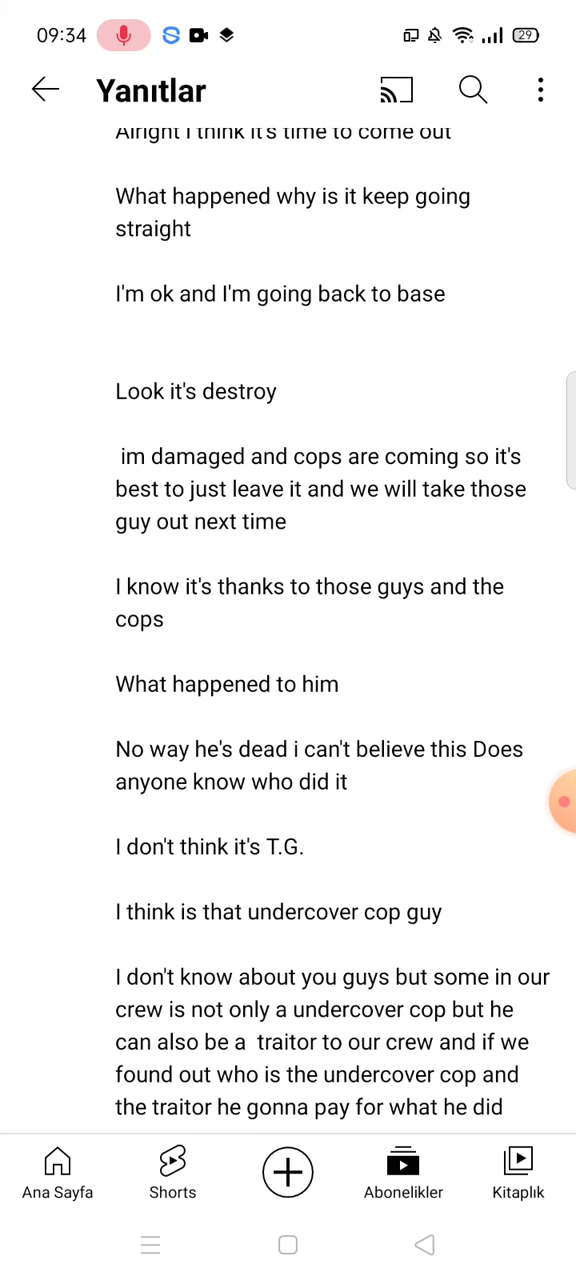 09:34
29
Yanıtlar
Alright I think it's time to come out
What happened why is it keep going
straight
I'm ok and I'm going back to base
Look it's destroy
im damaged and cops are coming so it's
best to just leave it and we will take those
guy out next time
I know it's thanks to those guys and the
cops
What happened to him
No way he's dead i can't believe this Does
anyone know who did it
I don't think it's T.G.
I think is that undercover cop guy
I don't know about you guys but some in our
crew is not only a undercover cop but he
can also be a  traitor to our crew and if we
found out who is the undercover cop and
the traitor he gonna pay for what he did
Ana Sayfa
Shorts
Abonelikler
Kitaplık